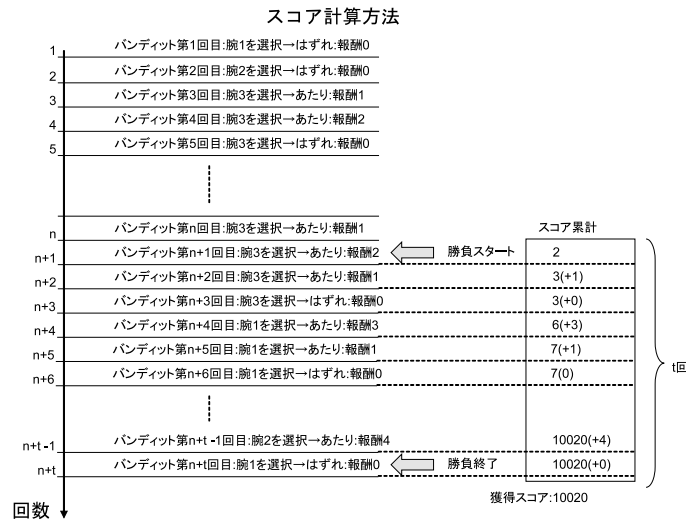 スコア計算方法
1 バンディット第1回目:腕1を選択→はずれ:報酬0
2 バンディット第2回目:腕2を選択→はずれ:報酬0
3 バンディット第3回目:腕3を選択→あたり:報酬1
4 バンディット第4回目:腕3を選択→あたり:報酬2
5 バンディット第5回目:腕3を選択→はずれ:報酬0
スコア累計
n バンディット第n回目:腕3を選択→あたり:報酬1
n+1 バンディット第n+1回目:腕3を選択→あたり:報酬2 勝負スタート 2
n+2 バンディット第n+2回目:腕3を選択→あたり:報酬1 3(+1)
n+3 バンディット第n+3回目:腕3を選択→はずれ:報酬0 3(+0)
n+4 バンディット第n+4回目:腕1を選択→あたり:報酬3 6(+3)
n+5 バンディット第n+5回目:腕1を選択→あたり:報酬1 7(+1)
n+6 バンディット第n+6回目:腕1を選択→はずれ:報酬0 7(0)
t回
n+t-1 バンディット第n+t-1回目:腕2を選択→あたり:報酬4 10020(+4)
n+t バンディット第n+t回目:腕1を選択→はずれ:報酬0 勝負終了 10020(+0)
獲得スコア:10020
回数